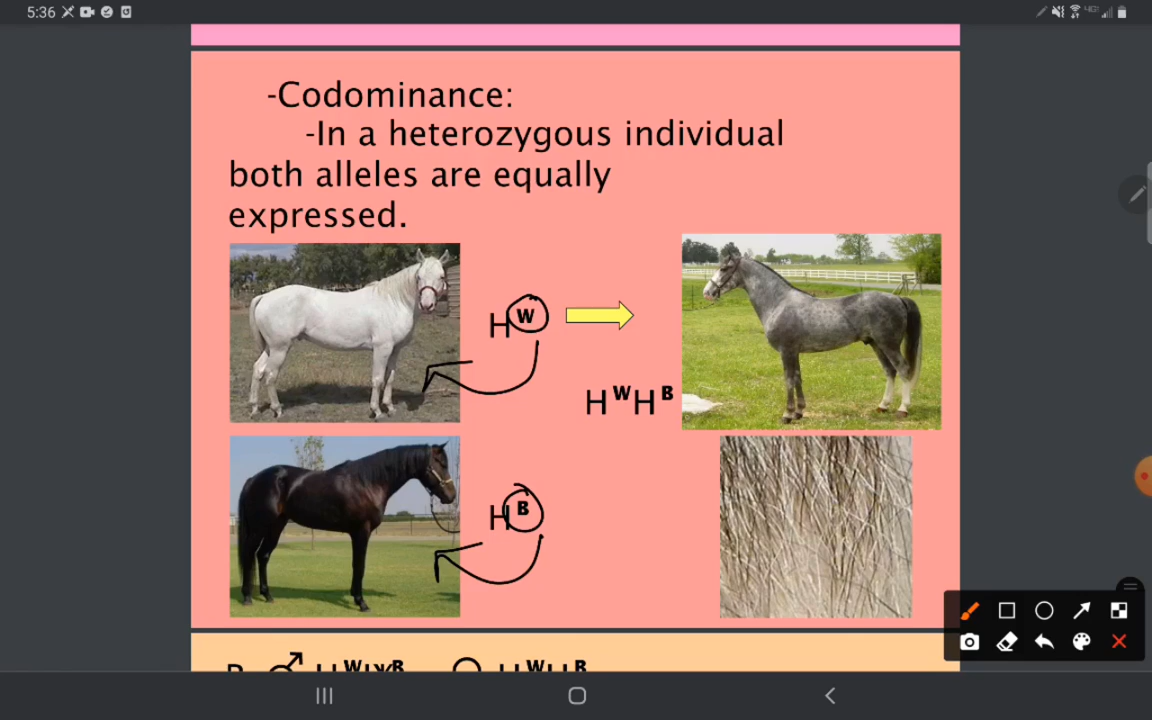 5:36
-Codominance:
-In a heterozygous individual
both alleles are equally
expressed.
H^W
H^W H^B
H^B